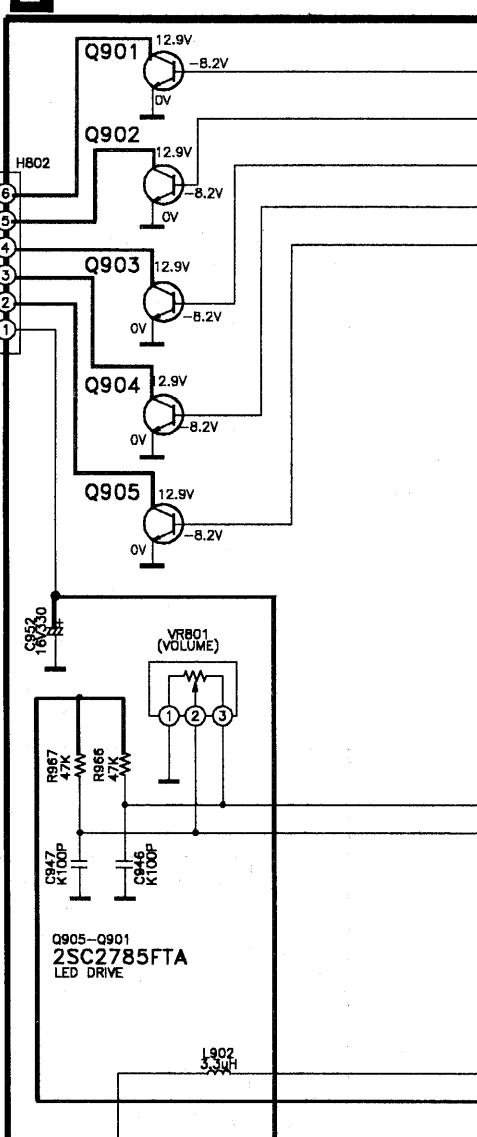 12.9V
Q901
-8.2V
0V
Q902
12.9V
H802
-8.2V
6
0V
5
4
Q903
12.9V
3
2
-8.2V
1
0V
Q904
2.9V
-8.2V
0V
Q905
12.9V
-8.2V
0V
C952
16V330
+
VR801
(VOLUME)
1 2 3
R967
47K
R966
47K
C947
K100P
C946
K100P
Q905-Q901
2SC2785FTA
LED DRIVE
L902
3.3uH